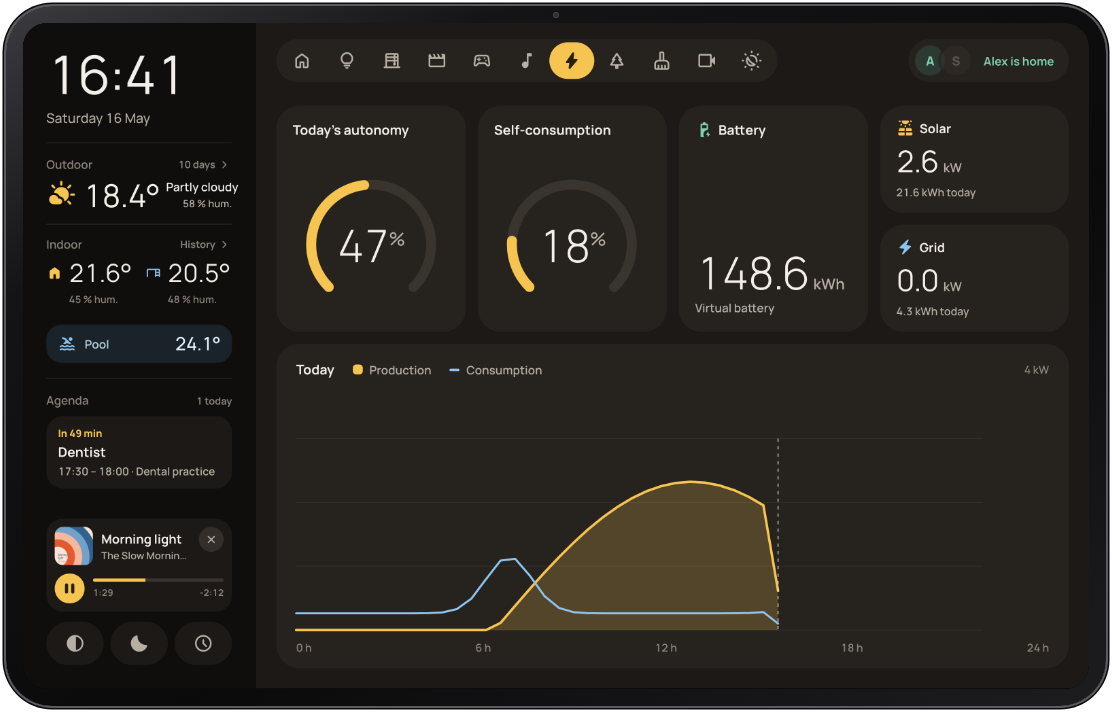 16:41
Saturday 16 May
Outdoor
10 days
18.4°
Partly cloudy
58 % hum.
Indoor
History
21.6°
20.5°
45 % hum.
48 % hum.
Pool
24.1°
Agenda
1 today
In 49 min
Dentist
17:30 – 18:00 · Dental practice
Morning light
The Slow Mornin...
1:29
-2:12
A
S
Alex is home
Today's autonomy
47%
Self-consumption
18%
Battery
148.6 kWh
Virtual battery
Solar
2.6 kW
21.6 kWh today
Grid
0.0 kW
4.3 kWh today
Today
Production
Consumption
4 kW
0 h
6 h
12 h
18 h
24 h